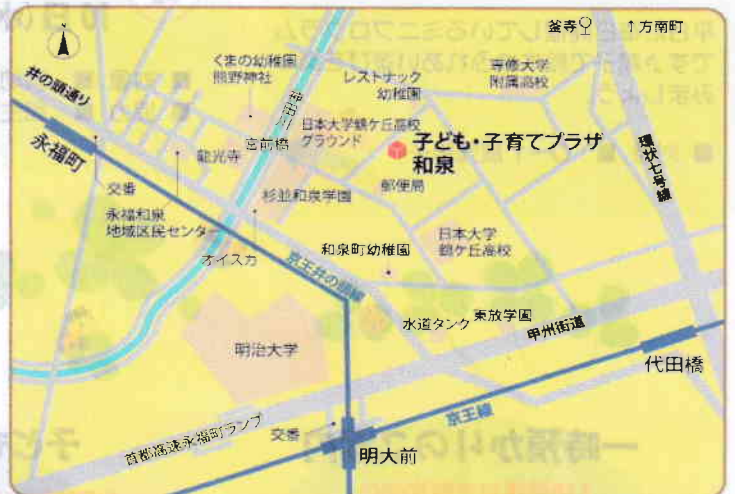 釜寺
↑方南町
くまの幼稚園
熊野神社
レストナック
幼稚園
専修大学
附属高校
井の頭通り
神田川
永福町
日本大学鶴ケ丘高校
グラウンド
宮前橋
子ども・子育てプラザ
和泉
環状七号線
龍光寺
郵便局
交番
杉並和泉学園
永福和泉
地域区民センター
日本大学
鶴ケ丘高校
和泉町幼稚園
オイスカ
京王井の頭線
水道タンク
東放学園
甲州街道
明治大学
代田橋
首都高速永福町ランプ
交番
京王線
明大前